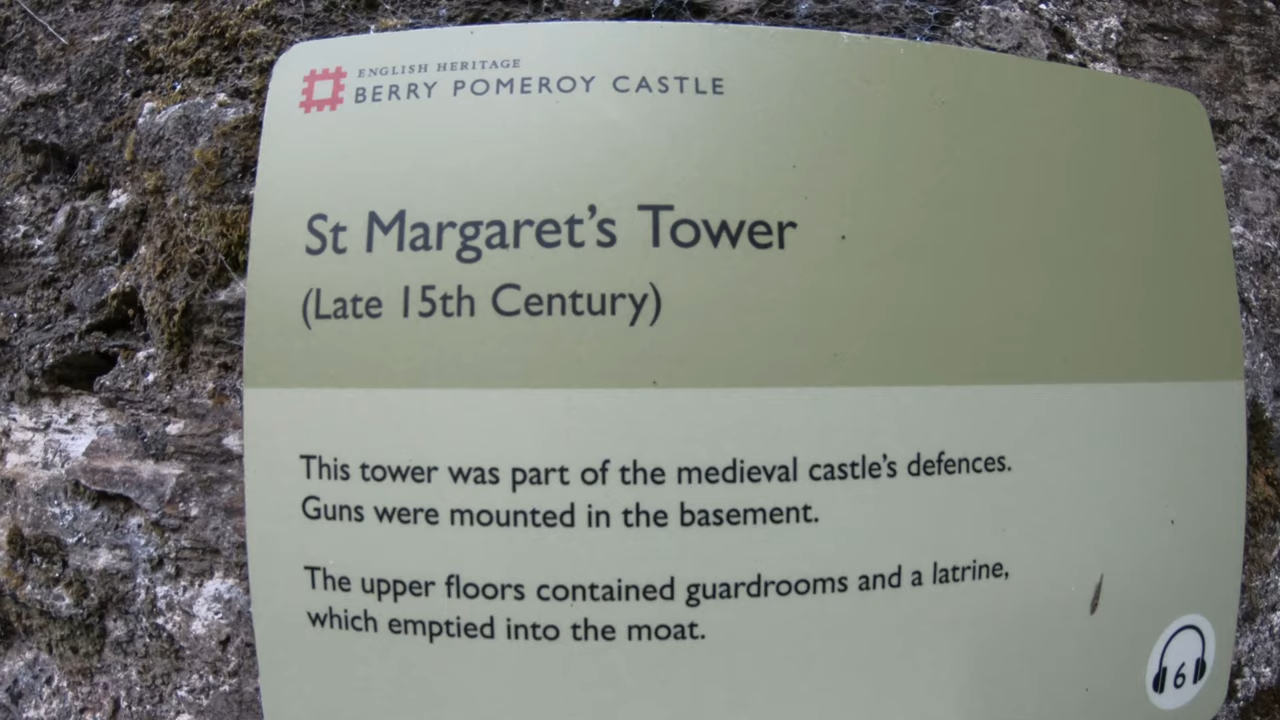 ENGLISH HERITAGE
BERRY POMEROY CASTLE
St Margaret's Tower
(Late 15th Century)
This tower was part of the medieval castle's defences.
Guns were mounted in the basement.
The upper floors contained guardrooms and a latrine,
which emptied into the moat.
6